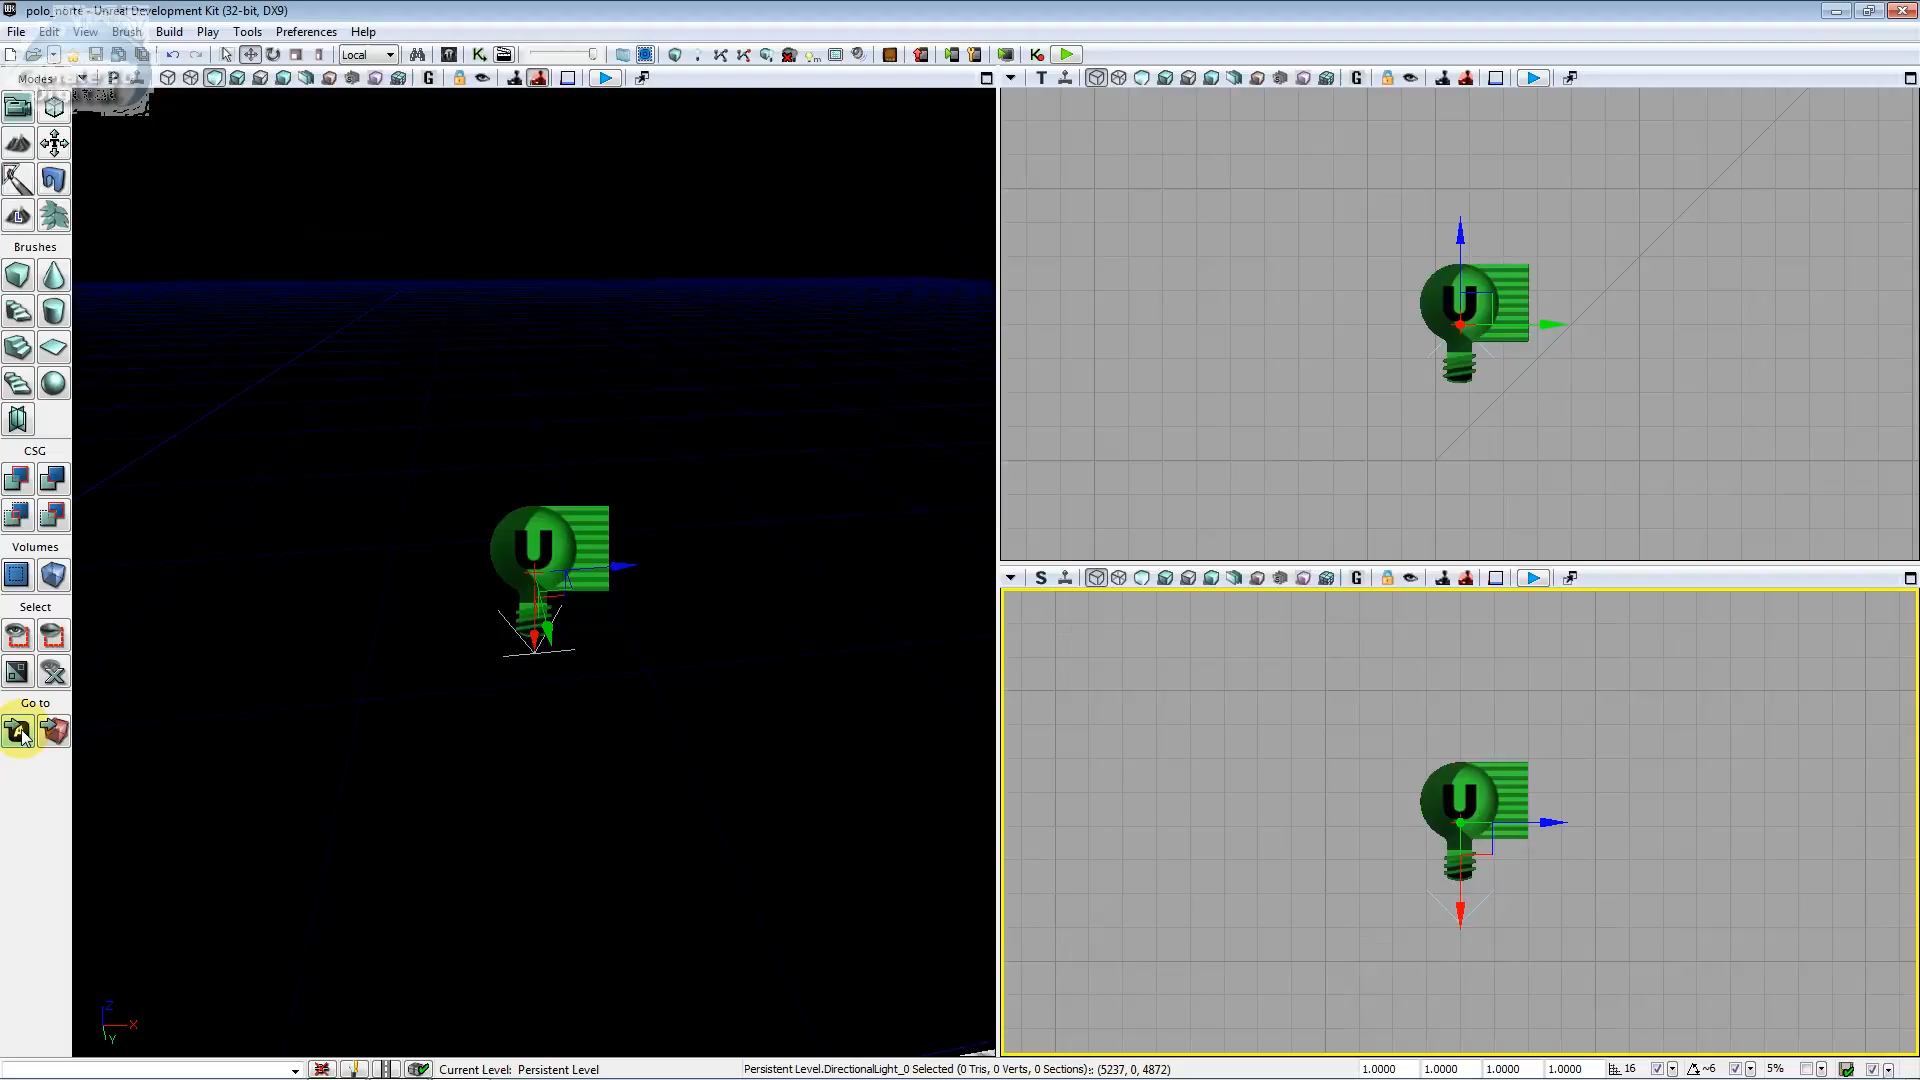 polo_norte - Unreal Development Kit (32-bit, DX9)
File Edit View Brush Build Play Tools Preferences Help
Local
Modes P G
T G
Brushes
CSG
Volumes
Select
Go to
U
U
S G
U
Z
X
Y
Current Level: Persistent Level
Persistent Level.DirectionalLight_0 Selected (0 Tris, 0 Verts, 0 Sections):: (5237, 0, 4872)
1.0000 1.0000 1.0000 1.0000 16 ~6 5%